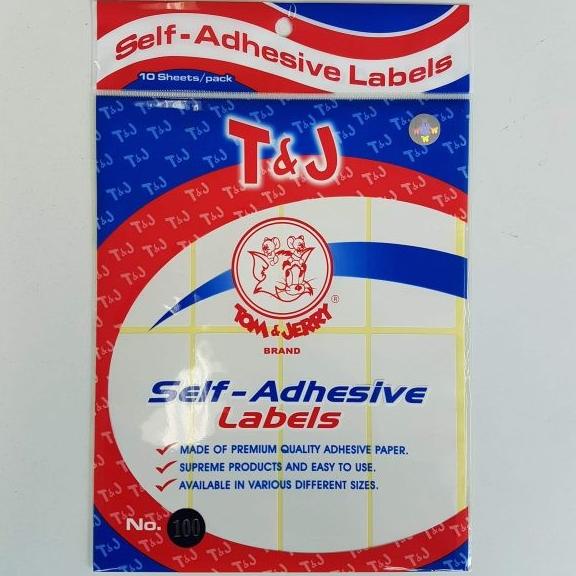 Self-Adhesive Labels
10 Sheets/pack
T&J
TOM & JERRY ®
BRAND
Self-Adhesive
Labels
✓ MADE OF PREMIUM QUALITY ADHESIVE PAPER.
✓ SUPREME PRODUCTS AND EASY TO USE.
✓ AVAILABLE IN VARIOUS DIFFERENT SIZES.
No. 100